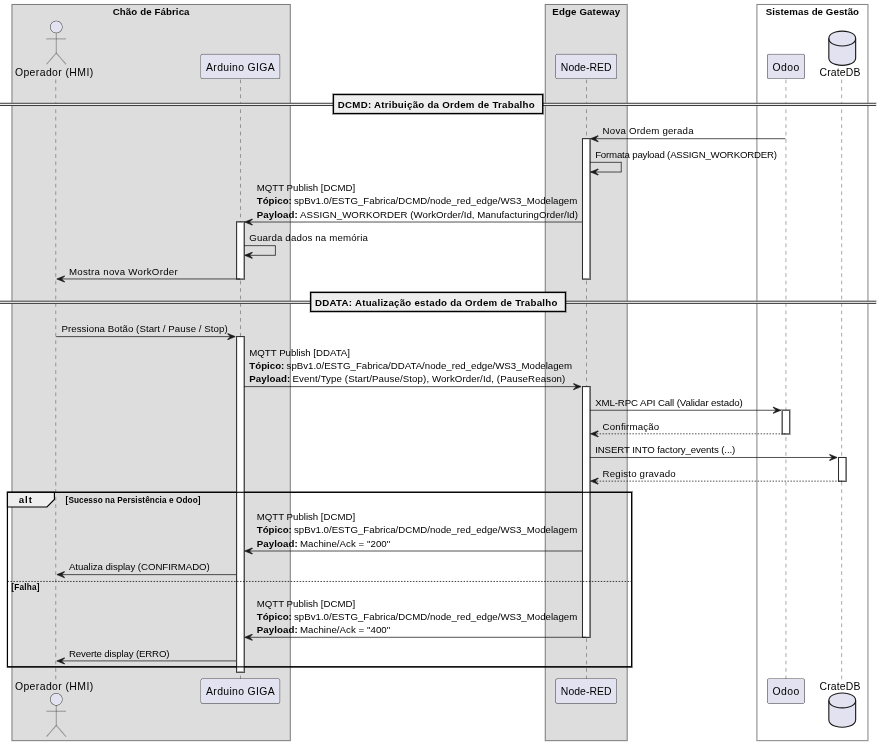 Chão de Fábrica
Edge Gateway
Sistemas de Gestão
Operador (HMI)
Arduino GIGA
Node-RED
Odoo
CrateDB
DCMD: Atribuição da Ordem de Trabalho
Nova Ordem gerada
Formata payload (ASSIGN_WORKORDER)
MQTT Publish [DCMD]
Tópico: spBv1.0/ESTG_Fabrica/DCMD/node_red_edge/WS3_Modelagem
Payload: ASSIGN_WORKORDER (WorkOrder/Id, ManufacturingOrder/Id)
Guarda dados na memória
Mostra nova WorkOrder
DDATA: Atualização estado da Ordem de Trabalho
Pressiona Botão (Start / Pause / Stop)
MQTT Publish [DDATA]
Tópico: spBv1.0/ESTG_Fabrica/DDATA/node_red_edge/WS3_Modelagem
Payload: Event/Type (Start/Pause/Stop), WorkOrder/Id, (PauseReason)
XML-RPC API Call (Validar estado)
Confirmação
INSERT INTO factory_events (...)
Registo gravado
alt [Sucesso na Persistência e Odoo]
MQTT Publish [DCMD]
Tópico: spBv1.0/ESTG_Fabrica/DCMD/node_red_edge/WS3_Modelagem
Payload: Machine/Ack = "200"
Atualiza display (CONFIRMADO)
[Falha]
MQTT Publish [DCMD]
Tópico: spBv1.0/ESTG_Fabrica/DCMD/node_red_edge/WS3_Modelagem
Payload: Machine/Ack = "400"
Reverte display (ERRO)
Operador (HMI)
Arduino GIGA
Node-RED
Odoo
CrateDB